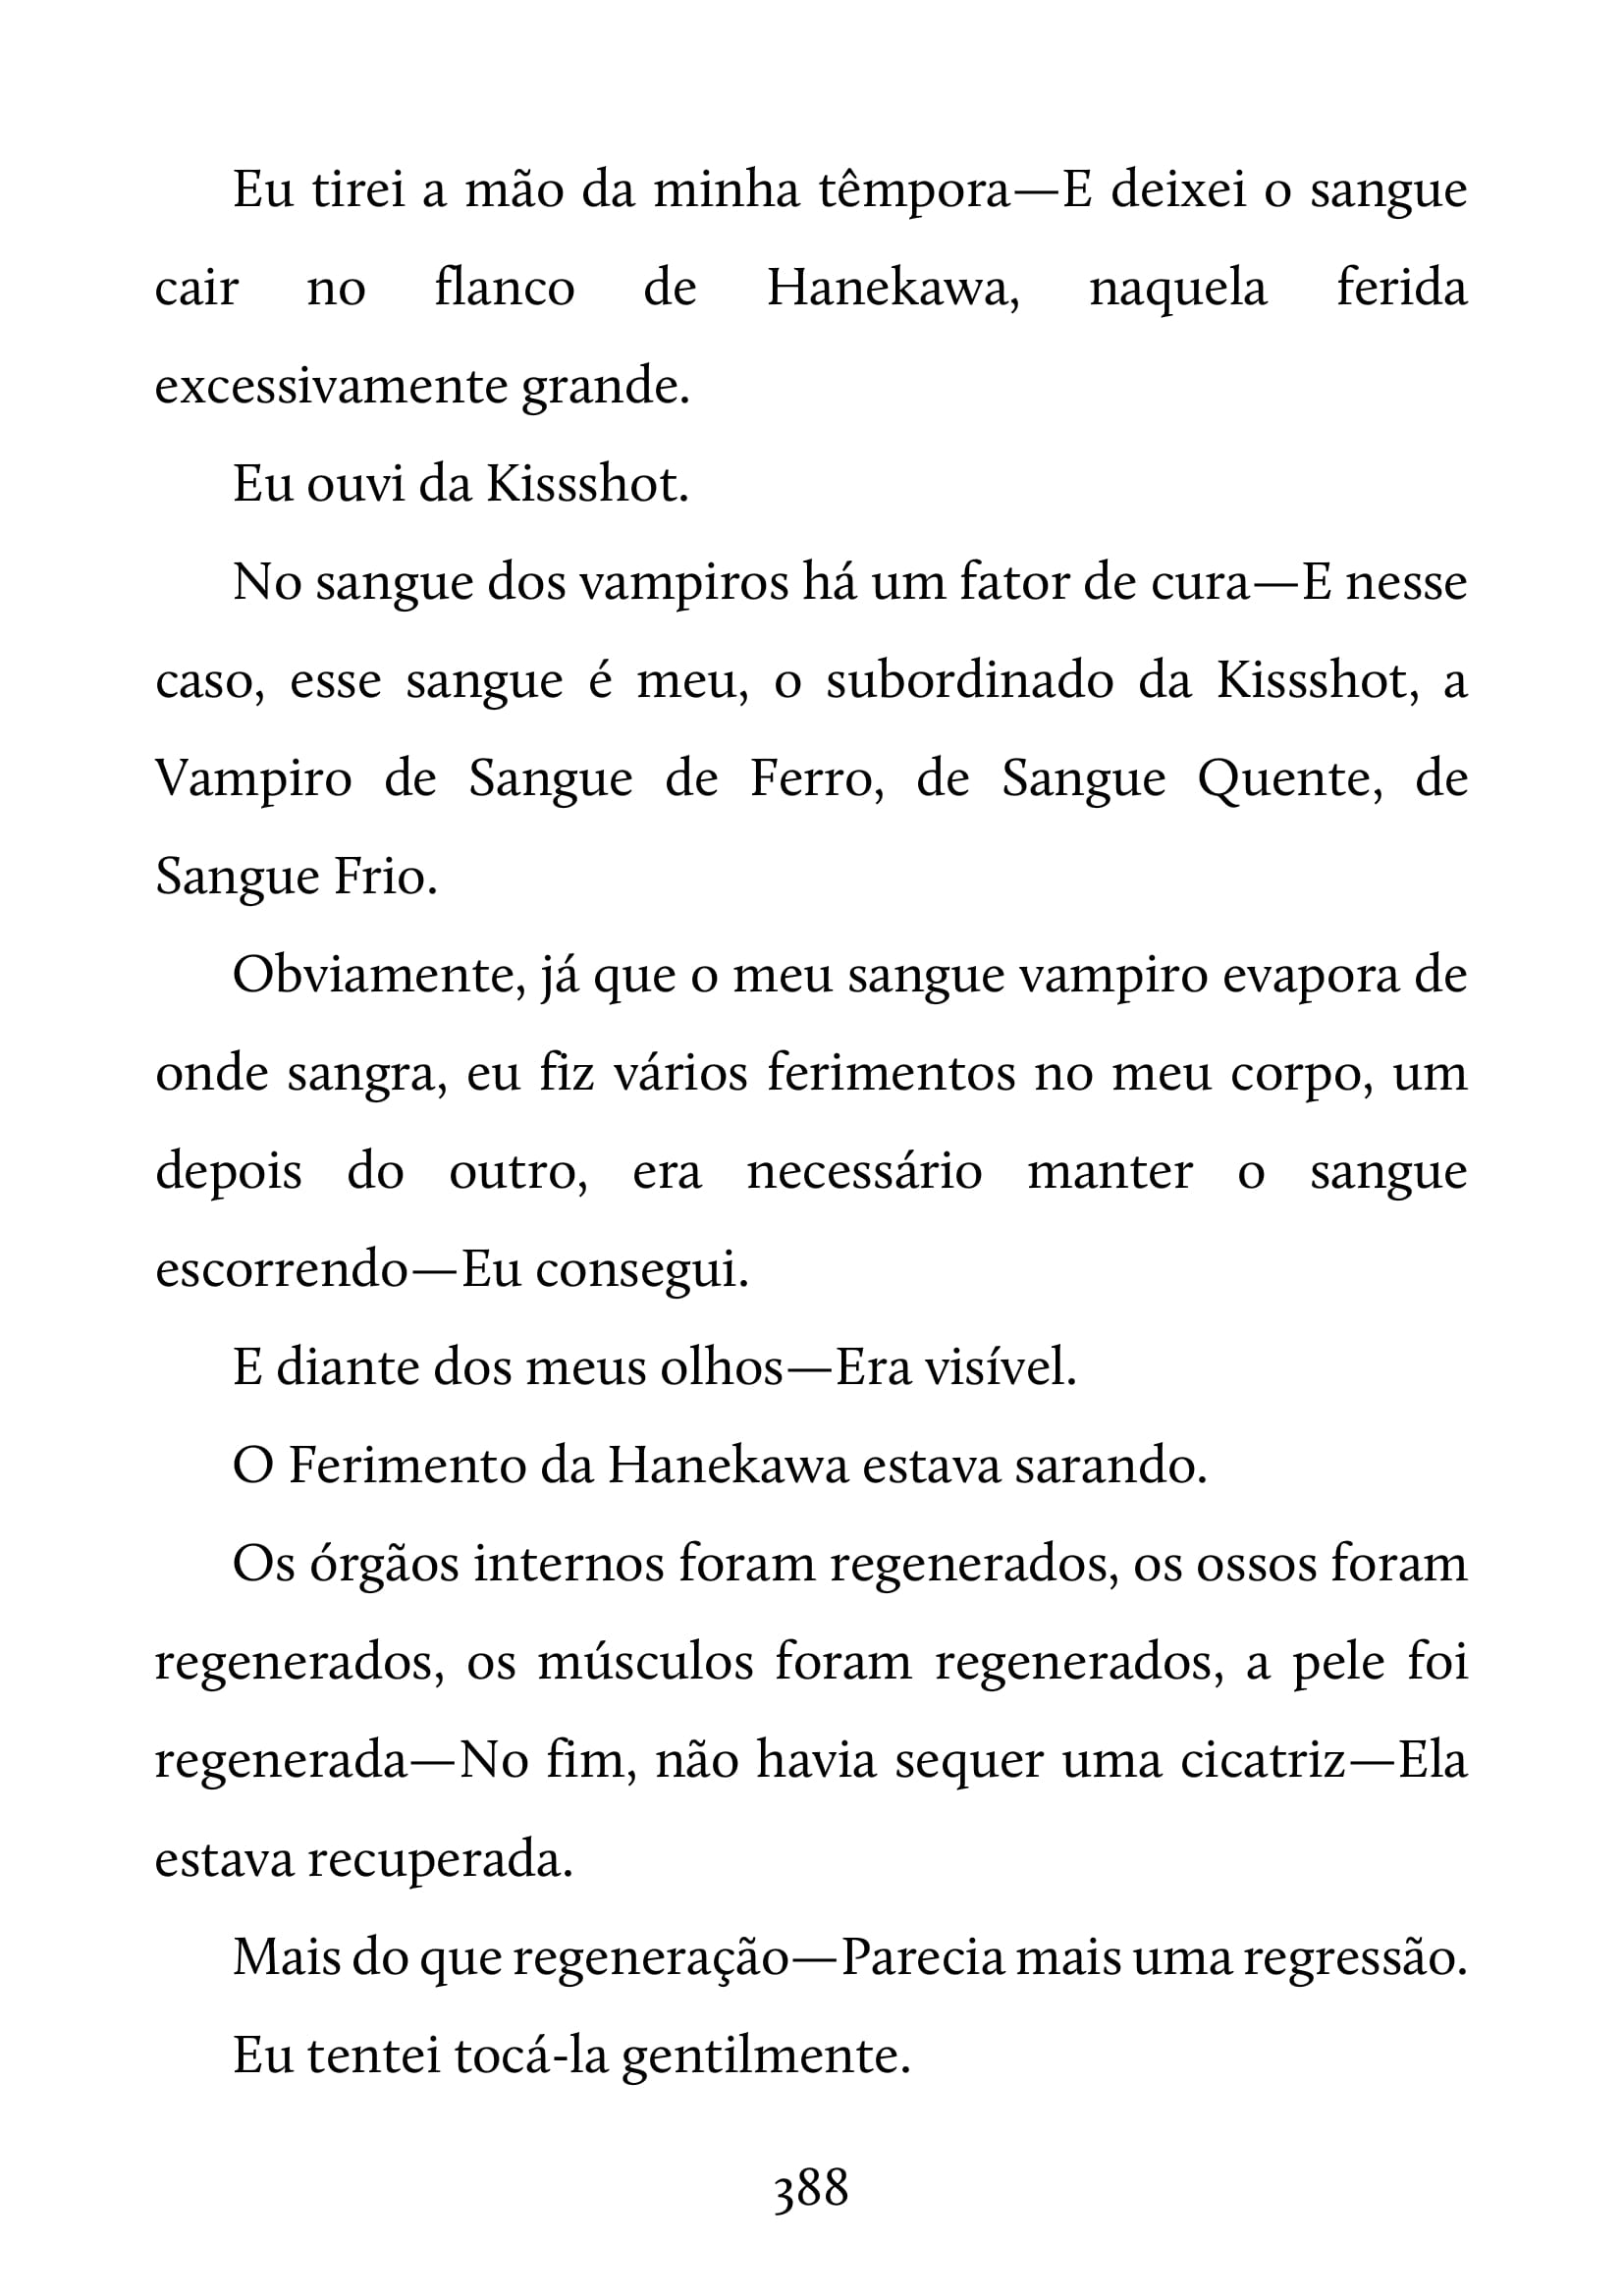 Eu tirei a mão da minha têmpora—E deixei o sangue
cair no flanco de Hanekawa, naquela ferida
excessivamente grande.
Eu ouvi da Kissshot.
No sangue dos vampiros há um fator de cura—E nesse
caso, esse sangue é meu, o subordinado da Kissshot, a
Vampiro de Sangue de Ferro, de Sangue Quente, de
Sangue Frio.
Obviamente, já que o meu sangue vampiro evapora de
onde sangra, eu fiz vários ferimentos no meu corpo, um
depois do outro, era necessário manter o sangue
escorrendo—Eu consegui.
E diante dos meus olhos—Era visível.
O Ferimento da Hanekawa estava sarando.
Os órgãos internos foram regenerados, os ossos foram
regenerados, os músculos foram regenerados, a pele foi
regenerada—No fim, não havia sequer uma cicatriz—Ela
estava recuperada.
Mais do que regeneração—Parecia mais uma regressão.
Eu tentei tocá-la gentilmente.
388